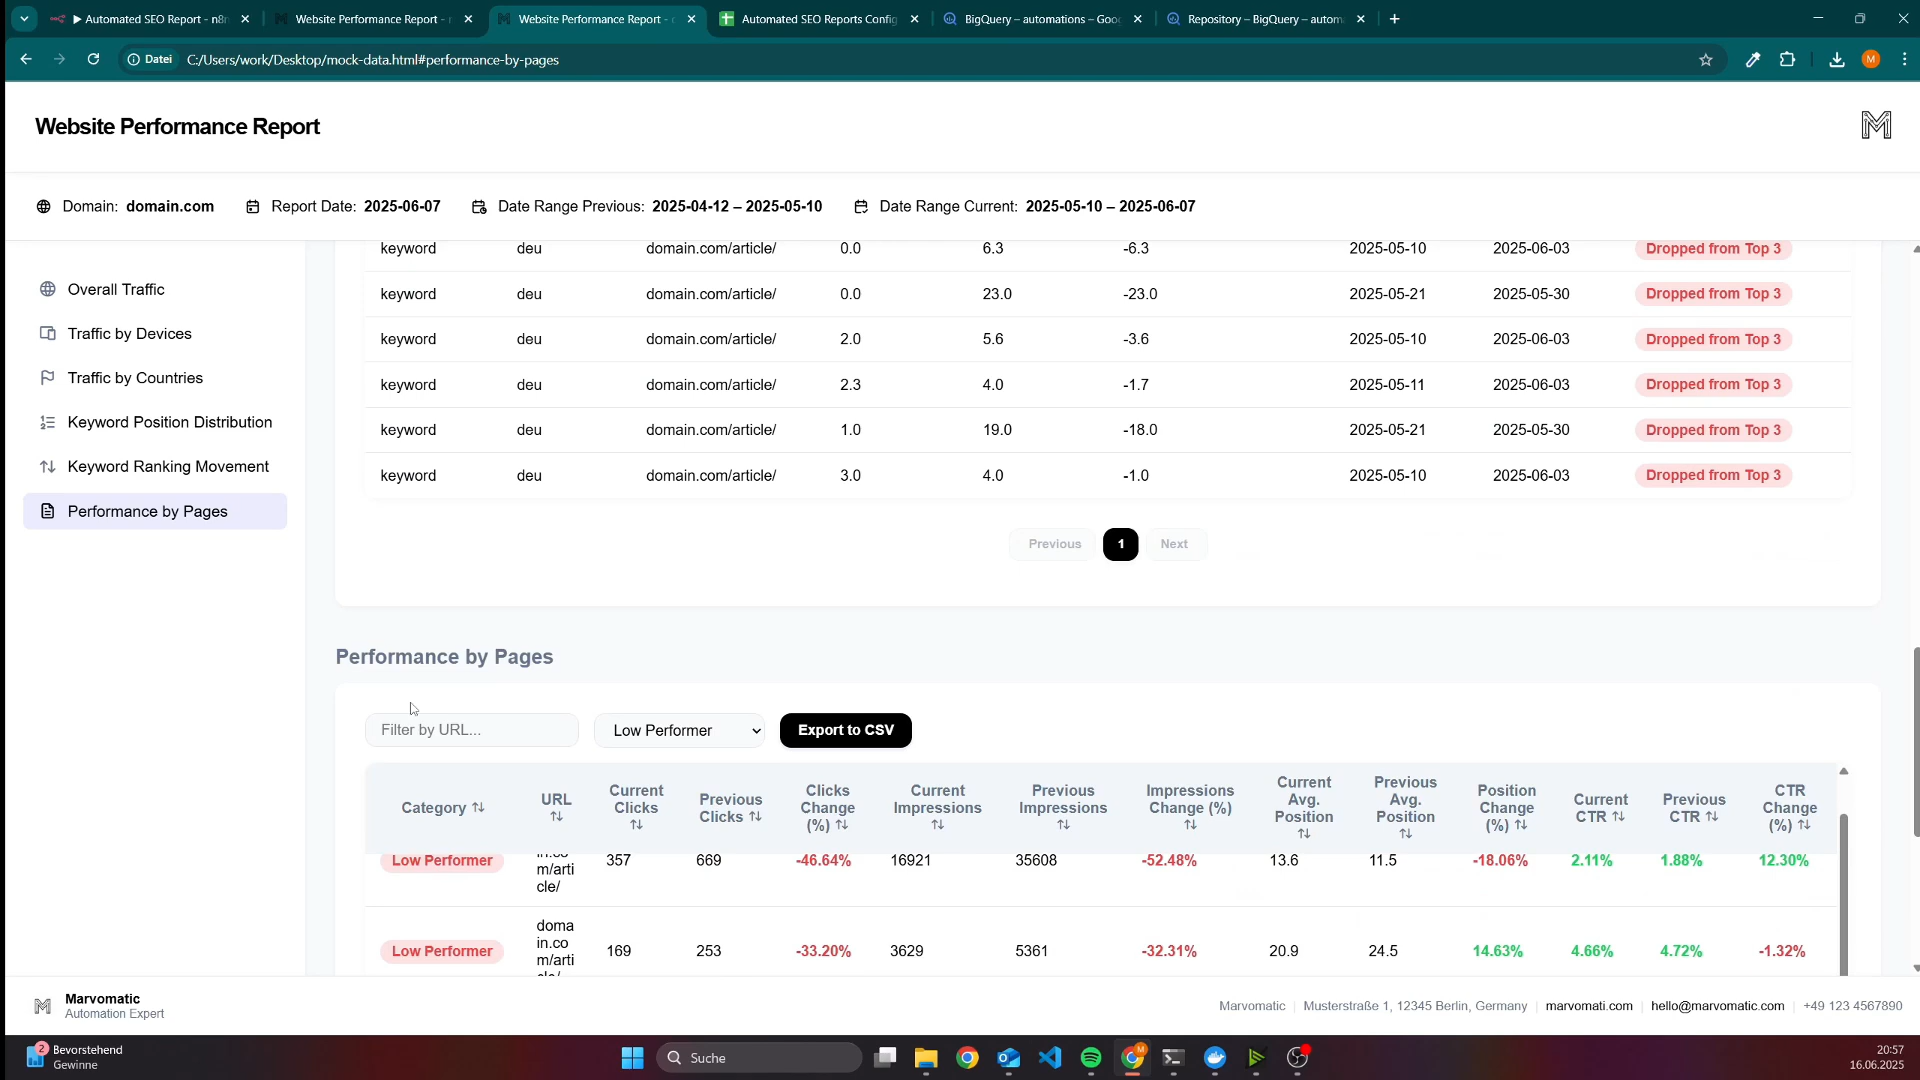 Automated SEO Report - n8n
Website Performance Report -
Website Performance Report -
Automated SEO Reports Config
BigQuery – automations – Goo
Repository – BigQuery – autom
Datei
C:/Users/work/Desktop/mock-data.html#performance-by-pages
M
Website Performance Report
Domain: domain.com
Report Date: 2025-06-07
Date Range Previous: 2025-04-12 – 2025-05-10
Date Range Current: 2025-05-10 – 2025-06-07
Overall Traffic
Traffic by Devices
Traffic by Countries
Keyword Position Distribution
Keyword Ranking Movement
Performance by Pages
keyword deu domain.com/article/ 0.0 6.3 -6.3 2025-05-10 2025-06-03 Dropped from Top 3
keyword deu domain.com/article/ 0.0 23.0 -23.0 2025-05-21 2025-05-30 Dropped from Top 3
keyword deu domain.com/article/ 2.0 5.6 -3.6 2025-05-10 2025-06-03 Dropped from Top 3
keyword deu domain.com/article/ 2.3 4.0 -1.7 2025-05-11 2025-06-03 Dropped from Top 3
keyword deu domain.com/article/ 1.0 19.0 -18.0 2025-05-21 2025-05-30 Dropped from Top 3
keyword deu domain.com/article/ 3.0 4.0 -1.0 2025-05-10 2025-06-03 Dropped from Top 3
Previous 1 Next
Performance by Pages
Filter by URL...
Low Performer
Export to CSV
Category
URL
Current
Clicks
Previous
Clicks
Clicks
Change
(%)
Current
Impressions
Previous
Impressions
Impressions
Change (%)
Current
Avg.
Position
Previous
Avg.
Position
Position
Change
(%)
Current
CTR
Previous
CTR
CTR
Change
(%)
Low Performer
in.co
m/arti
cle/
357 669 -46.64% 16921 35608 -52.48% 13.6 11.5 -18.06% 2.11% 1.88% 12.30%
Low Performer
doma
in.co
m/arti
cle/
169 253 -33.20% 3629 5361 -32.31% 20.9 24.5 14.63% 4.66% 4.72% -1.32%
Marvomatic
Automation Expert
Marvomatic
Musterstraße 1, 12345 Berlin, Germany
marvomati.com
hello@marvomatic.com
+49 123 4567890
2
Bevorstehend
Gewinne
Suche
M
20:57
16.06.2025